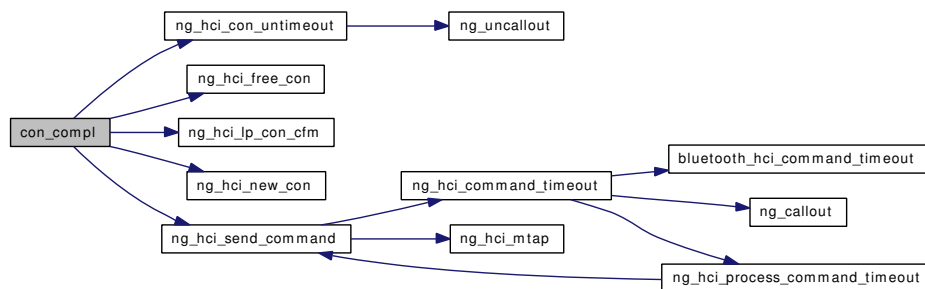 ng_hci_con_untimeout
ng_uncallout
ng_hci_free_con
con_compl
ng_hci_lp_con_cfm
bluetooth_hci_command_timeout
ng_hci_new_con
ng_hci_command_timeout
ng_callout
ng_hci_send_command
ng_hci_mtap
ng_hci_process_command_timeout